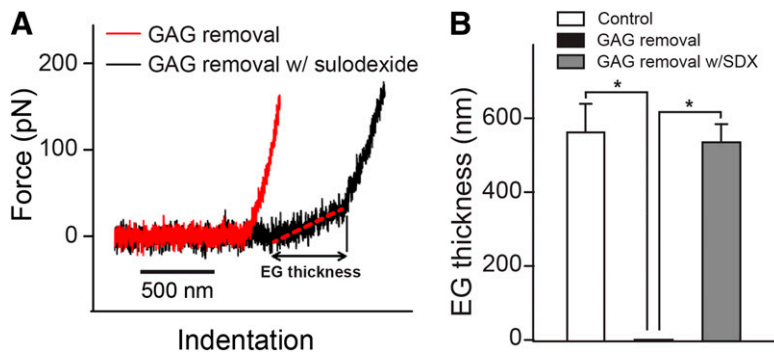 A
GAG removal
GAG removal w/ sulodexide
200
100
0
Force (pN)
EG thickness
500 nm
Indentation
B
Control
GAG removal
GAG removal w/SDX
*
*
600
400
200
0
EG thickness (nm)